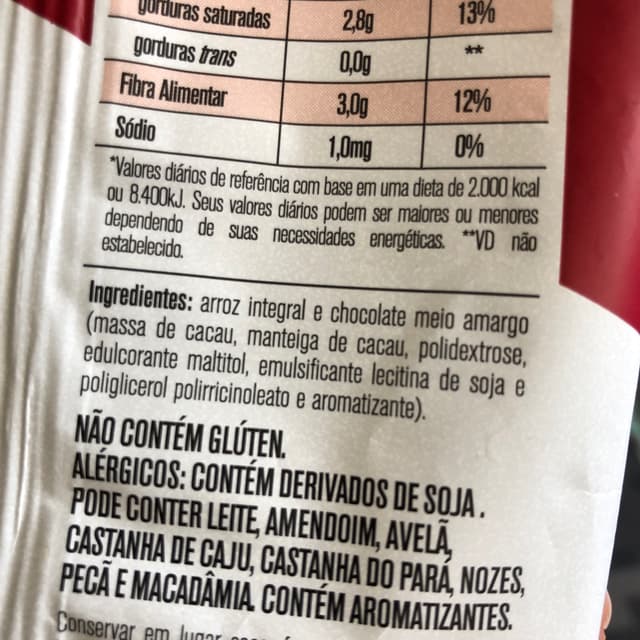 gorduras saturadas 2,8g 13%
gorduras trans 0,0g **
Fibra Alimentar 3,0g 12%
Sódio 1,0mg 0%
*Valores diários de referência com base em uma dieta de 2.000 kcal
ou 8.400kJ. Seus valores diários podem ser maiores ou menores
dependendo de suas necessidades energéticas. **VD não
estabelecido.
Ingredientes: arroz integral e chocolate meio amargo
(massa de cacau, manteiga de cacau, polidextrose,
edulcorante maltitol, emulsificante lecitina de soja e
poliglicerol polirricinoleato e aromatizante).
NÃO CONTÉM GLÚTEN.
ALÉRGICOS: CONTÉM DERIVADOS DE SOJA.
PODE CONTER LEITE, AMENDOIM, AVELÃ,
CASTANHA DE CAJU, CASTANHA DO PARÁ, NOZES,
PECÃ E MACADÂMIA. CONTÉM AROMATIZANTES.
Conservar em lugar